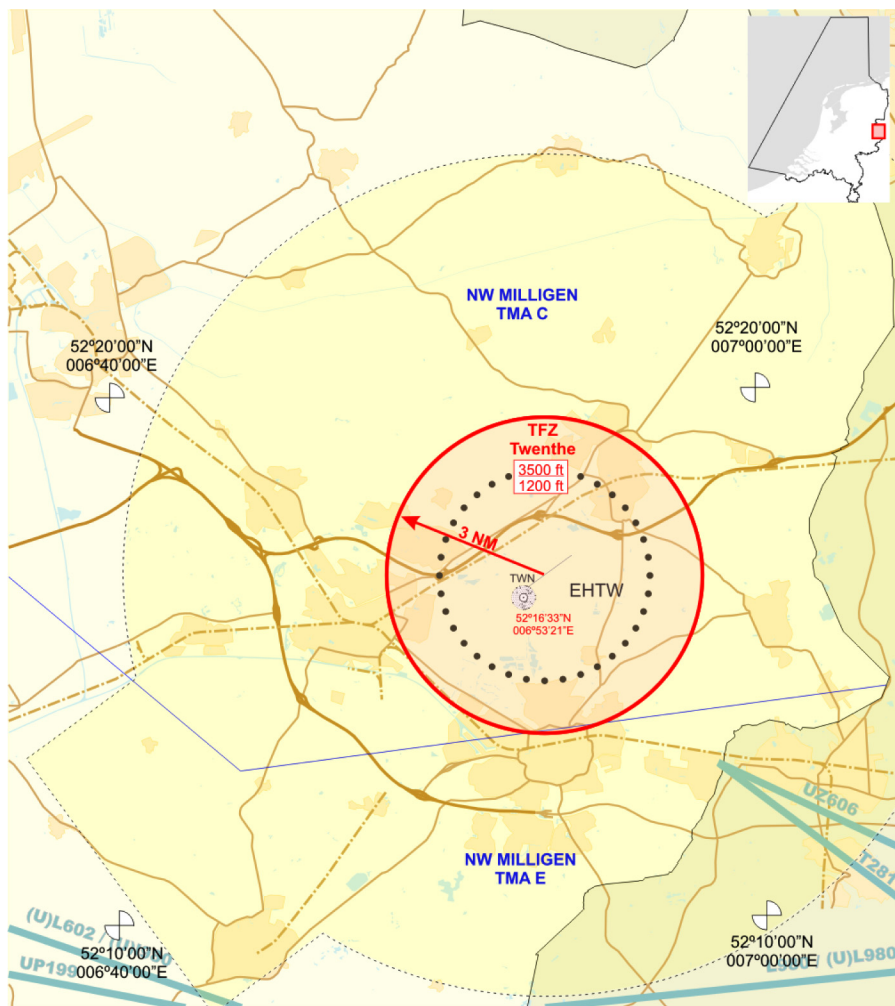 NW MILLIGEN
TMA C
52º20'00"N
007º00'00"E
52º20'00"N
006º40'00"E
TFZ
Twenthe
3500 ft
1200 ft
3 NM
TWN
EHTW
52º16'33"N
006º53'21"E
UZ606
T281
NW MILLIGEN
TMA E
(U)L602 /
52º10'00"N
006º40'00"E
UP199
52º10'00"N
007º00'00"E
/ (U)L980